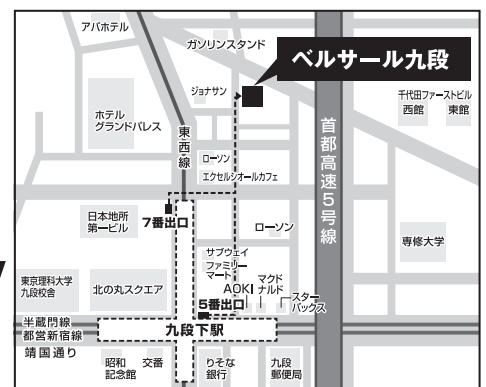 アパホテル
ガソリンスタンド
ベルサール九段
ジョナサン
千代田ファーストビル
西館
東館
ホテル
グランドパレス
東西線
首都高速5号線
ローソン
エクセルシオールカフェ
日本地所
第一ビル
7番出口
ローソン
専修大学
サブウェイ
ファミリー
マート
東京理科大学
九段校舎
北の丸スクエア
AOKI
マクド
ナルド
スター
バックス
5番出口
半蔵門線
都営新宿線
九段下駅
靖国通り
昭和
記念館
交番
りそな
銀行
九段
郵便局